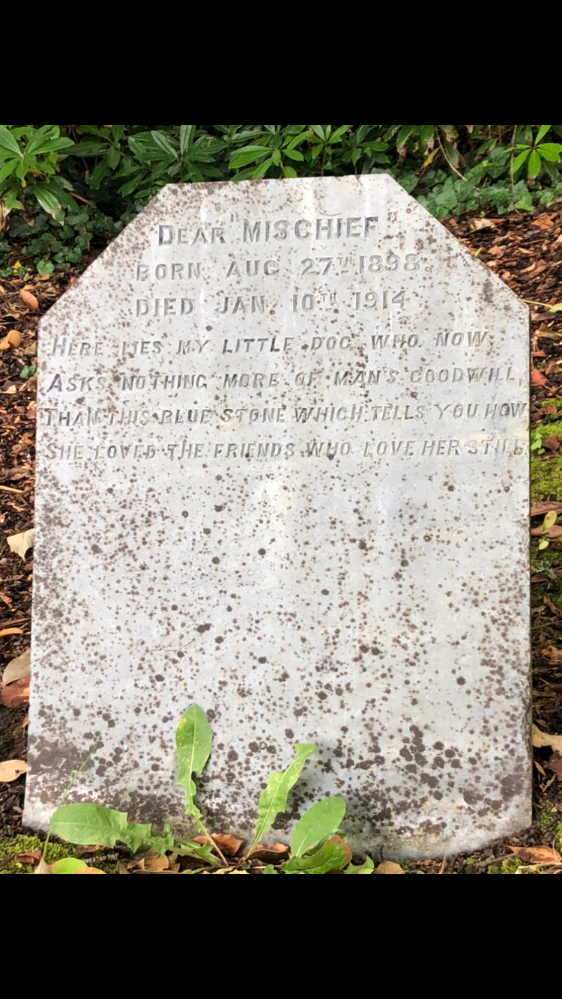 DEAR "MISCHIEF
BORN AUG 27TH 1898
DIED JAN. 10TH 1914
HERE LIES MY LITTLE DOG WHO NOW
ASKS NOTHING MORE OF MAN'S GOODWILL,
THAN THIS BLUE STONE WHICH TELLS YOU HOW
SHE LOVED THE FRIENDS WHO LOVE HER STILL